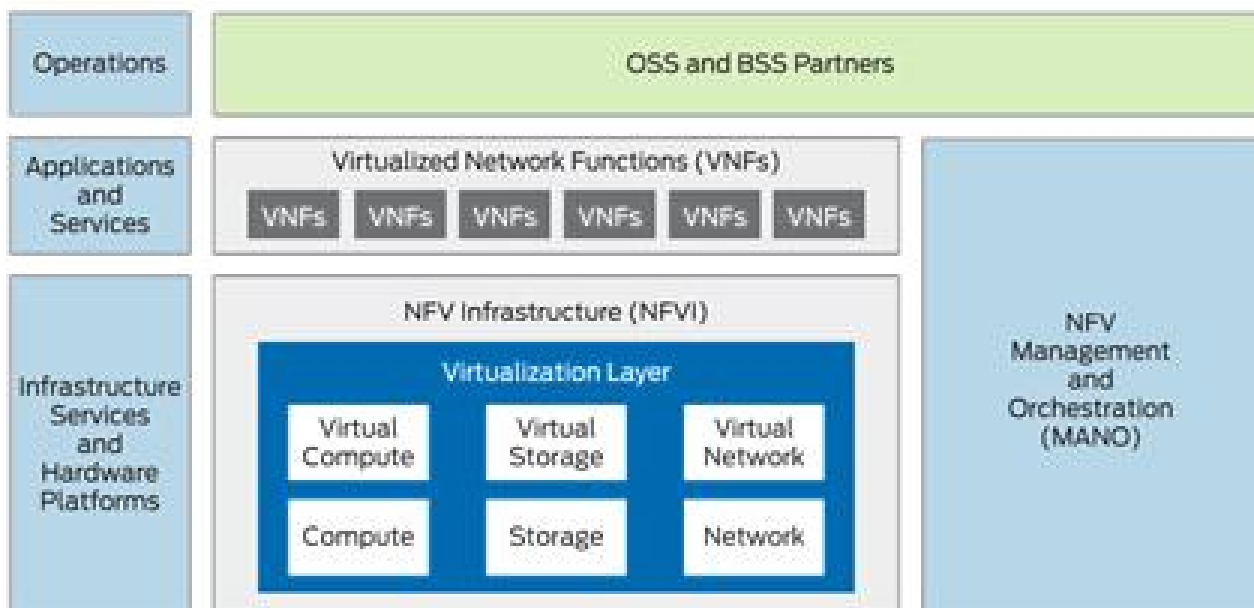 Operations
OSS and BSS Partners
Applications
and
Services
Virtualized Network Functions (VNFs)
VNFs VNFs VNFs VNFs VNFs VNFs
Infrastructure
Services
and
Hardware
Platforms
NFV Infrastructure (NFVI)
Virtualization Layer
Virtual
Compute
Virtual
Storage
Virtual
Network
Compute
Storage
Network
NFV
Management
and
Orchestration
(MANO)